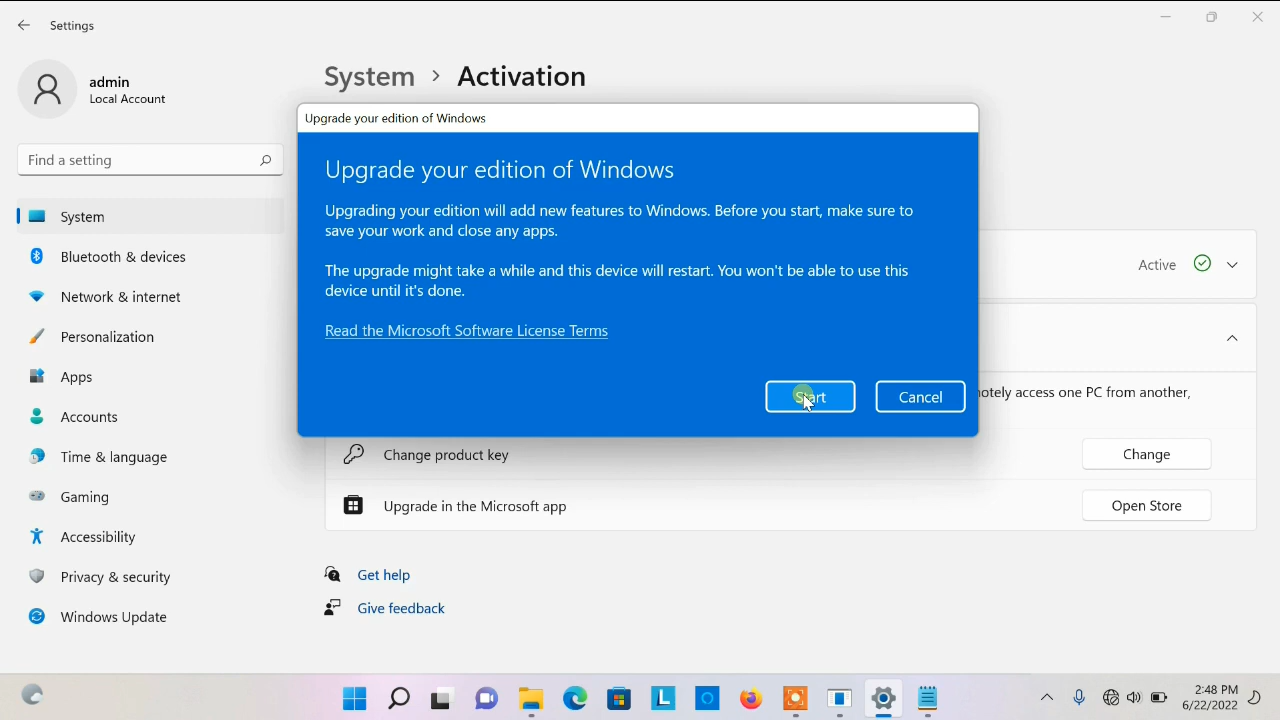 Settings
admin
Local Account
Find a setting
System
Bluetooth & devices
Network & internet
Personalization
Apps
Accounts
Time & language
Gaming
Accessibility
Privacy & security
Windows Update
System > Activation
Upgrade your edition of Windows
Upgrade your edition of Windows
Upgrading your edition will add new features to Windows. Before you start, make sure to
save your work and close any apps.
The upgrade might take a while and this device will restart. You won't be able to use this
device until it's done.
Read the Microsoft Software License Terms
Start
Cancel
Active
otely access one PC from another,
Change product key
Change
Upgrade in the Microsoft app
Open Store
Get help
Give feedback
L
2:48 PM
6/22/2022